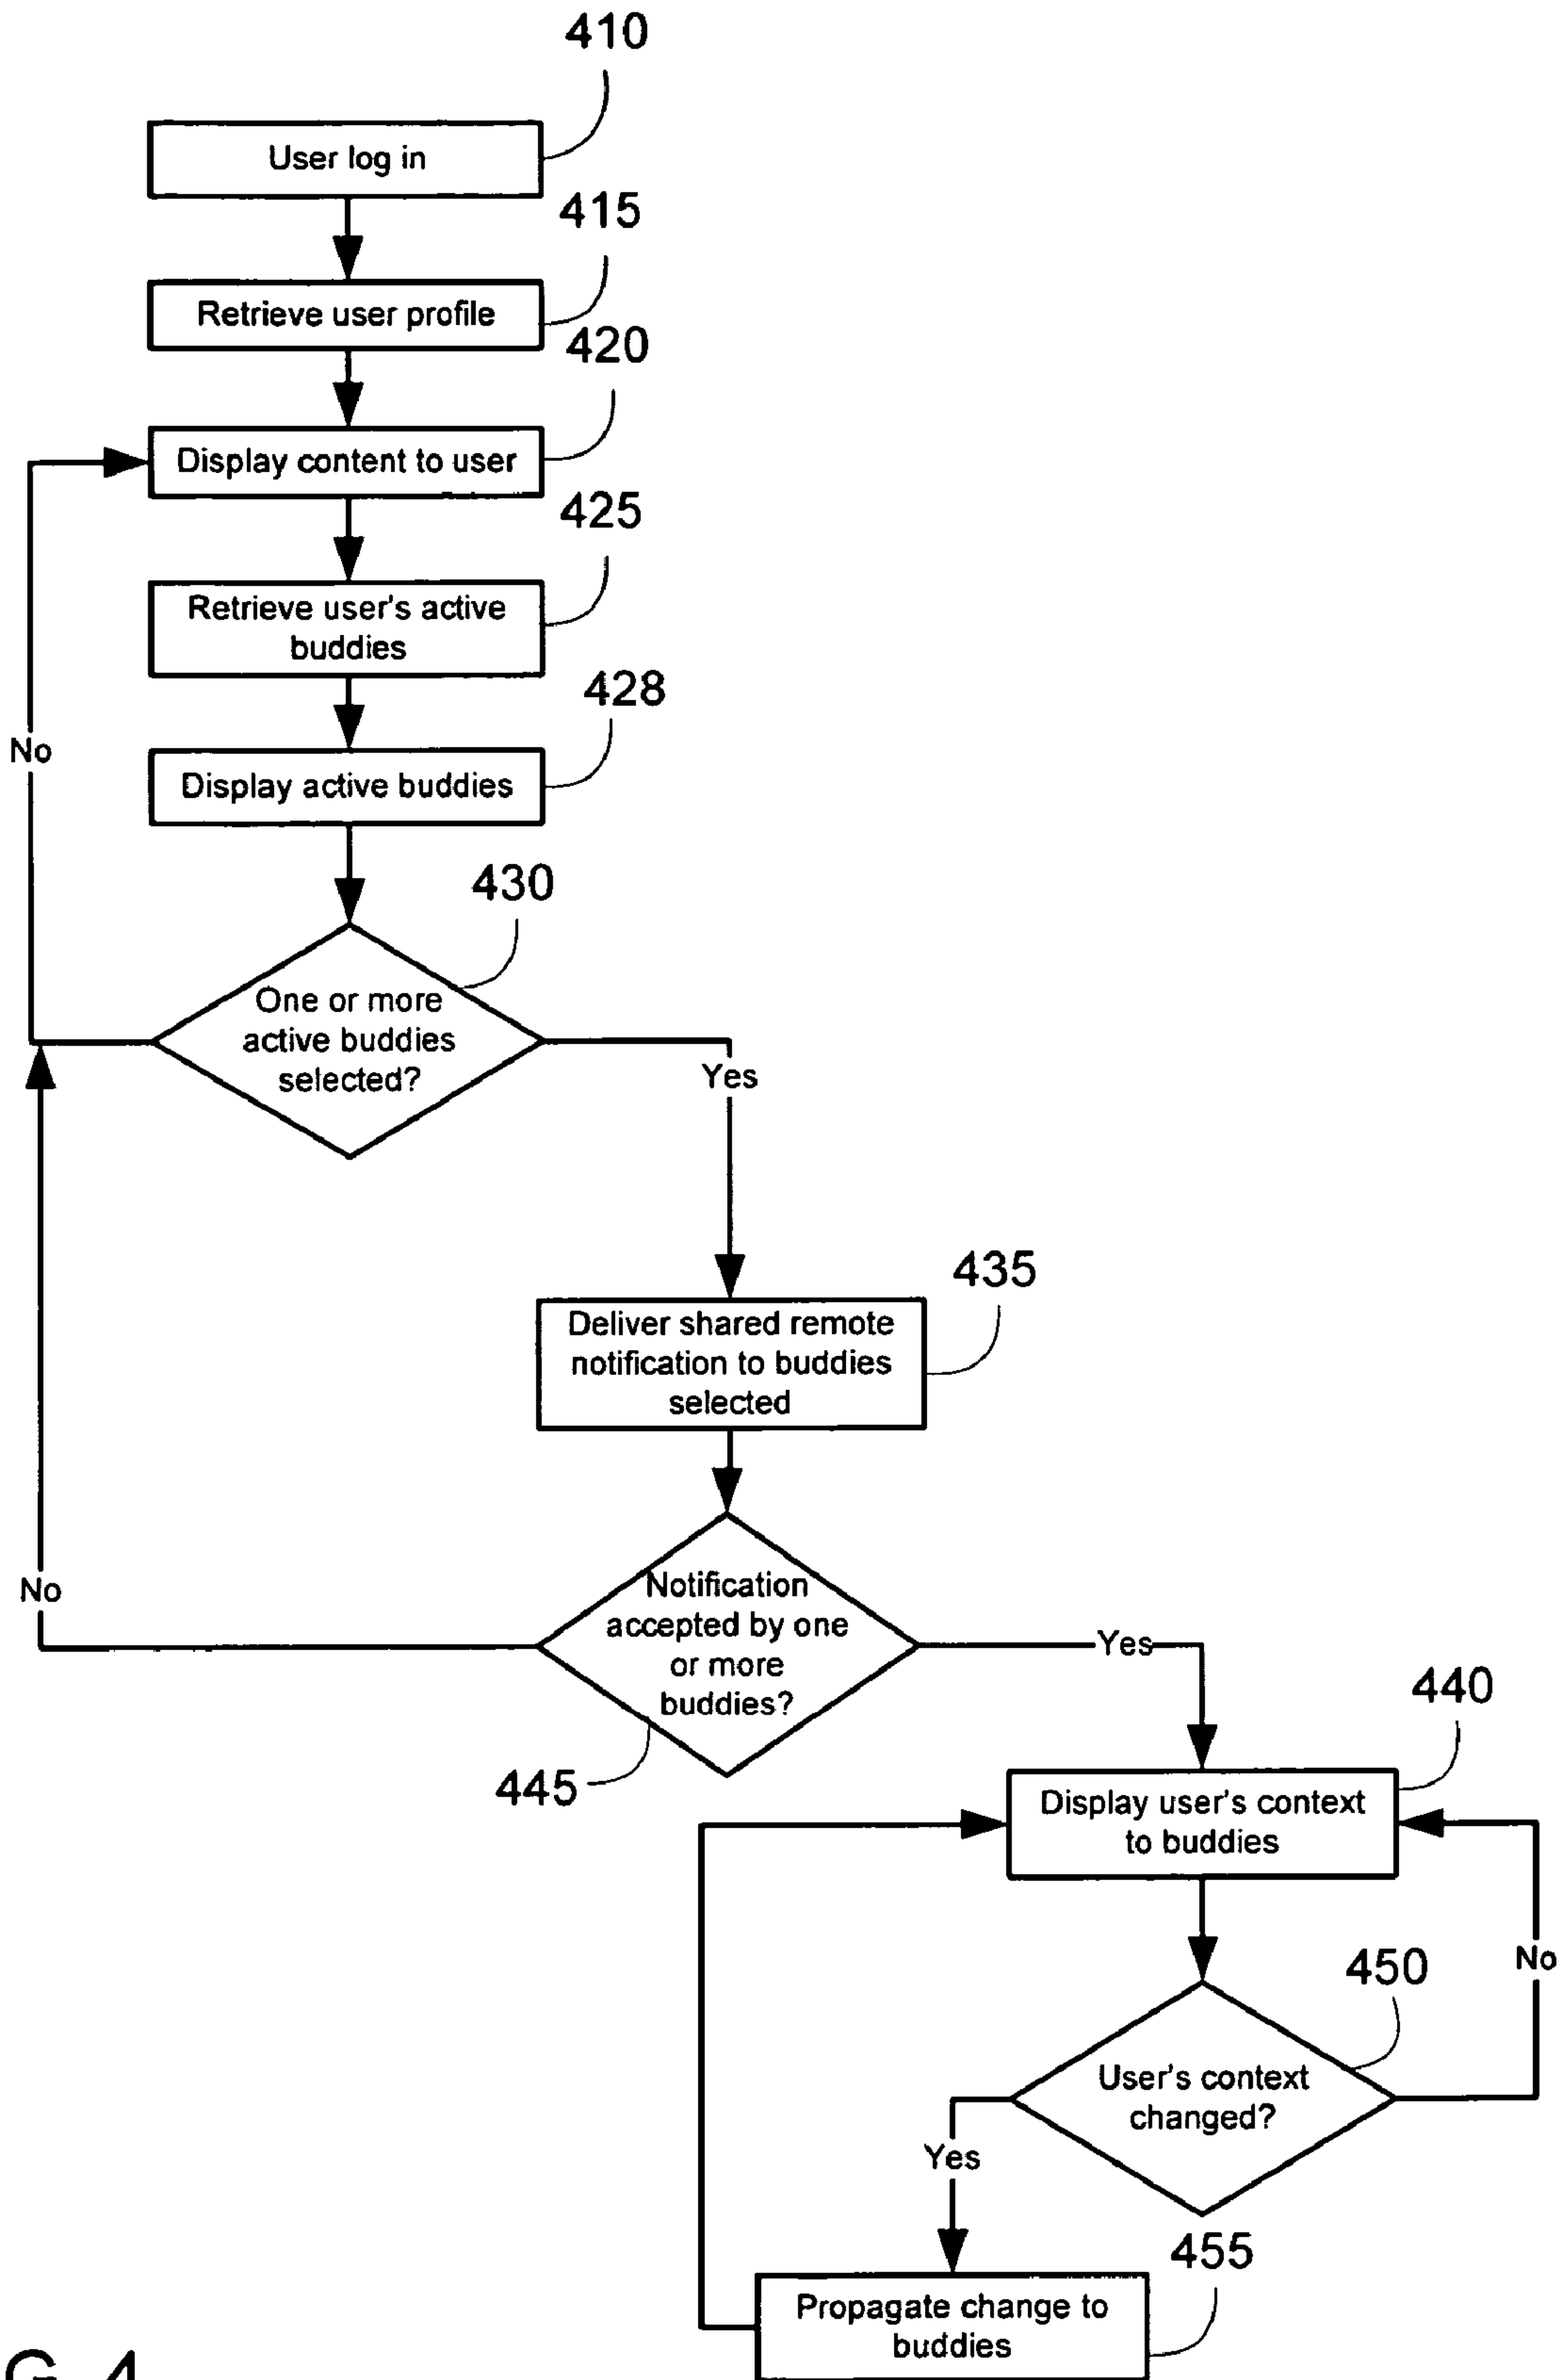 410
User log in
415
Retrieve user profile
420
Display content to user
425
Retrieve user's active
buddies
428
No
Display active buddies
430
One or more
active buddies
selected?
Yes
435
Deliver shared remote
notification to buddies
selected
No
Notification
accepted by one
or more
buddies?
Yes
445
440
Display user's context
to buddies
No
450
User's context
changed?
Yes
455
Propagate change to
buddies
G. 4